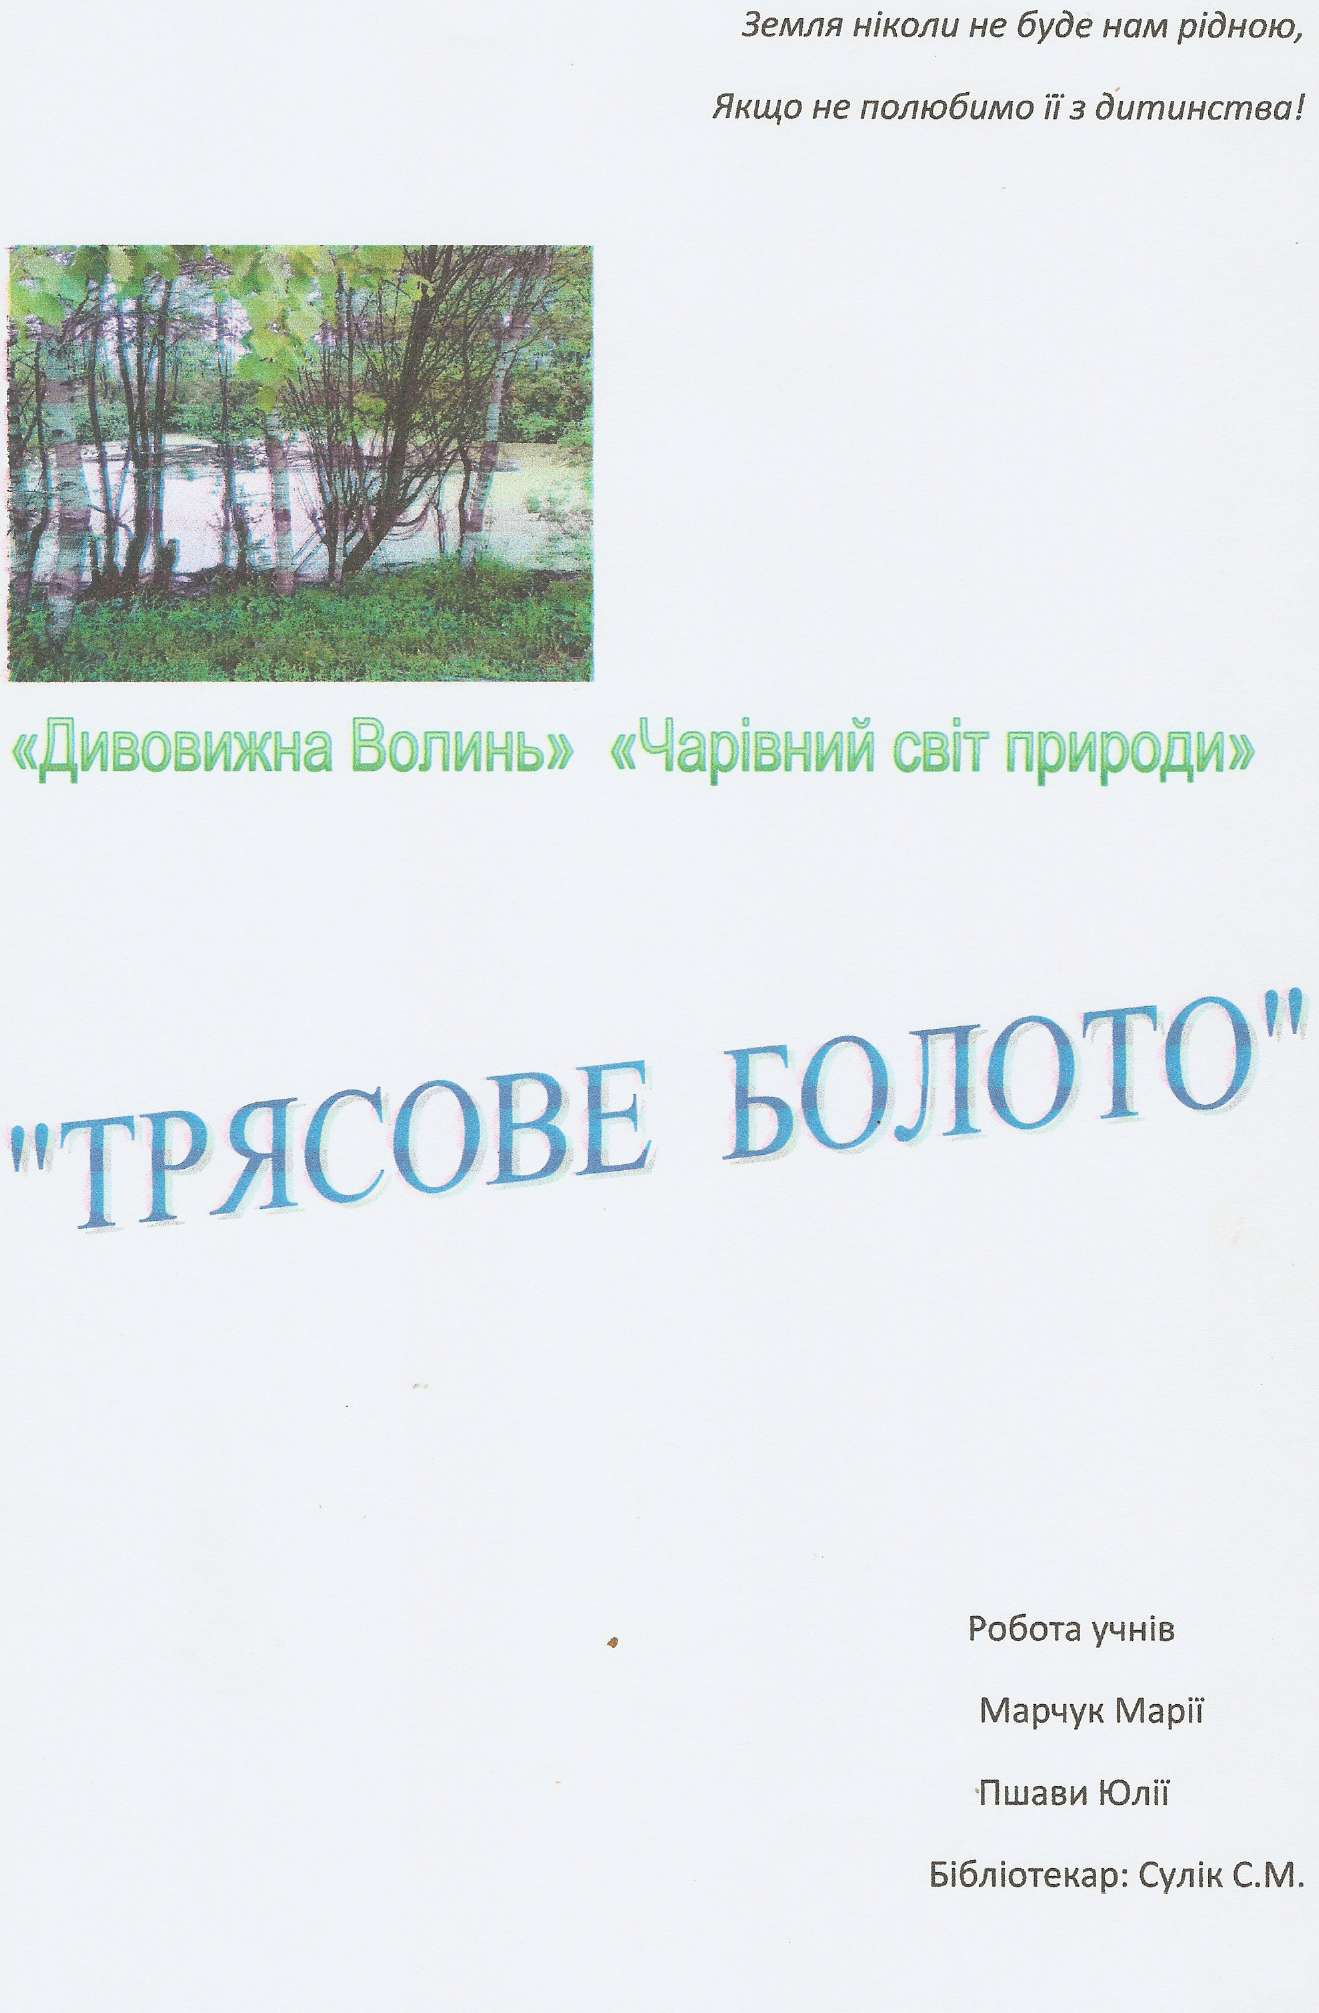 Земля ніколи не буде нам рідною,
Якщо не полюбимо її з дитинства!
«Дивовижна Волинь» «Чарівний світ природи»
"ТРЯСОВЕ БОЛОТО"
Робота учнів
Марчук Марії
Пшави Юлії
Бібліотекар: Сулік С.М.